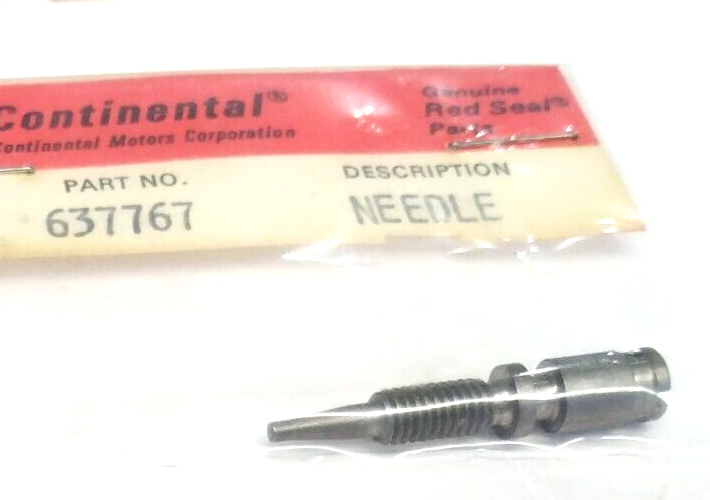 Continental®
Continental Motors Corporation
Genuine
Red Seal®
Parts
PART NO.
637767
DESCRIPTION
NEEDLE